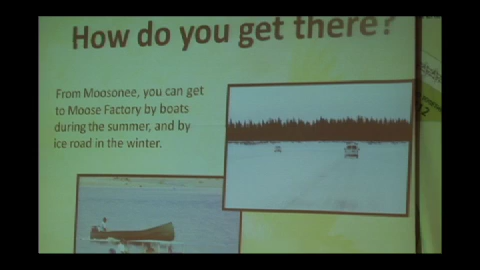 How do you get there?
From Moosonee, you can get
to Moose Factory by boats
during the summer, and by
ice road in the winter.